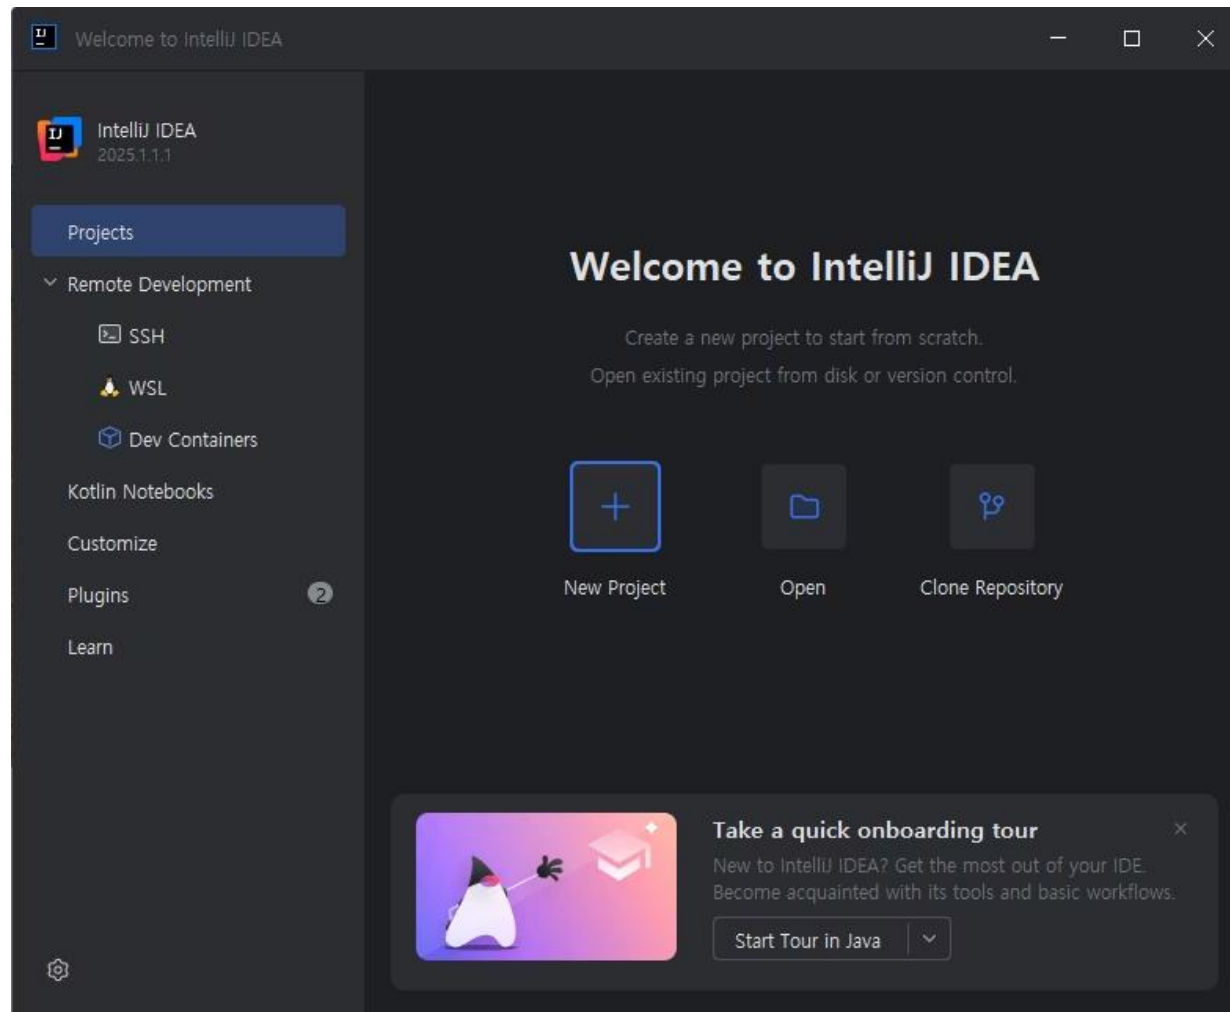 IJ
Welcome to IntelliJ IDEA
IJ
IntelliJ IDEA
2025.1.1.1
Projects
Remote Development
SSH
WSL
Dev Containers
Kotlin Notebooks
Customize
Plugins
2
Learn
Welcome to IntelliJ IDEA
Create a new project to start from scratch.
Open existing project from disk or version control.
New Project
Open
Clone Repository
Take a quick onboarding tour
New to IntelliJ IDEA? Get the most out of your IDE.
Become acquainted with its tools and basic workflows.
Start Tour in Java